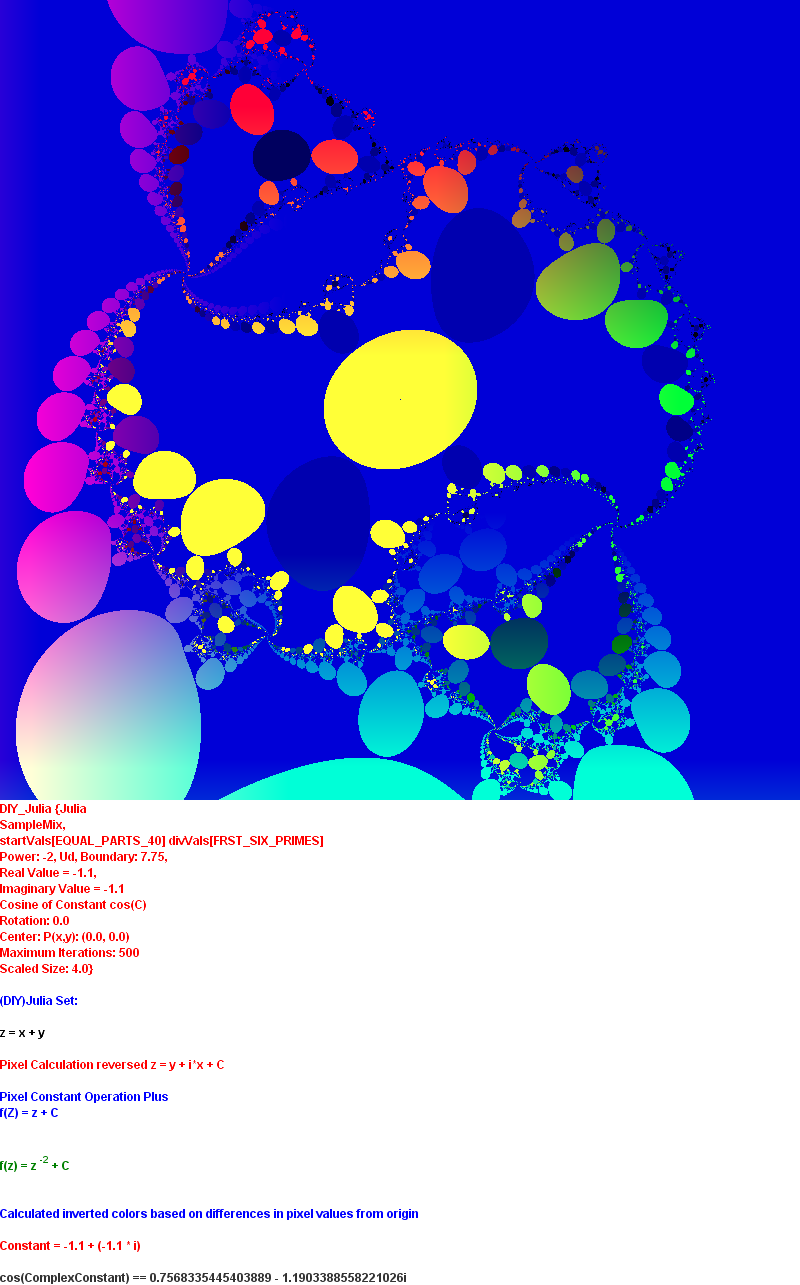 DIY_Julia {Julia
SampleMix,
startVals[EQUAL_PARTS_40] divVals[FRST_SIX_PRIMES]
Power: -2, Ud, Boundary: 7.75,
Real Value = -1.1,
Imaginary Value = -1.1
Cosine of Constant cos(C)
Rotation: 0.0
Center: P(x,y): (0.0, 0.0)
Maximum Iterations: 500
Scaled Size: 4.0}
(DIY)Julia Set:
z = x + y
Pixel Calculation reversed z = y + i*x + C
Pixel Constant Operation Plus
f(Z) = z + C
f(z) = z -2 + C
Calculated inverted colors based on differences in pixel values from origin
Constant = -1.1 + (-1.1 * i)
cos(ComplexConstant) == 0.7568335445403889 - 1.1903388558221026i